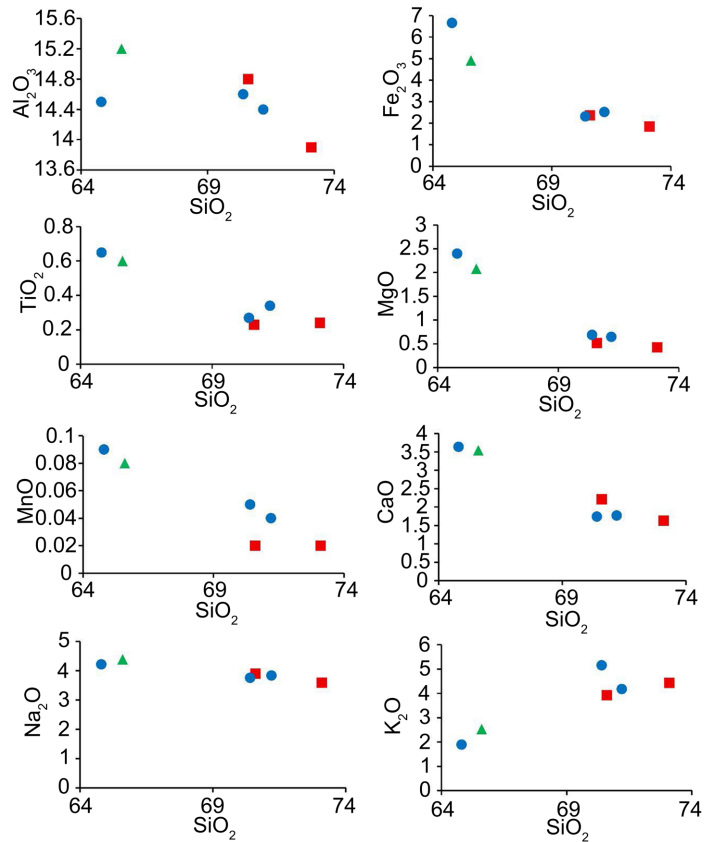 15.6
15.2
14.8
14.4
14
13.6
Al₂O₃
64 69 74
SiO₂
7
6
5
4
3
2
1
0
Fe₂O₃
64 69 74
SiO₂
0.8
0.6
0.4
0.2
0
TiO₂
64 69 74
SiO₂
3
2.5
2
1.5
1
0.5
0
MgO
64 69 74
SiO₂
0.1
0.08
0.06
0.04
0.02
0
MnO
64 69 74
SiO₂
4
3.5
3
2.5
2
1.5
1
0.5
0
CaO
64 69 74
SiO₂
5
4
3
2
1
0
Na₂O
64 69 74
SiO₂
6
5
4
3
2
1
0
K₂O
64 69 74
SiO₂